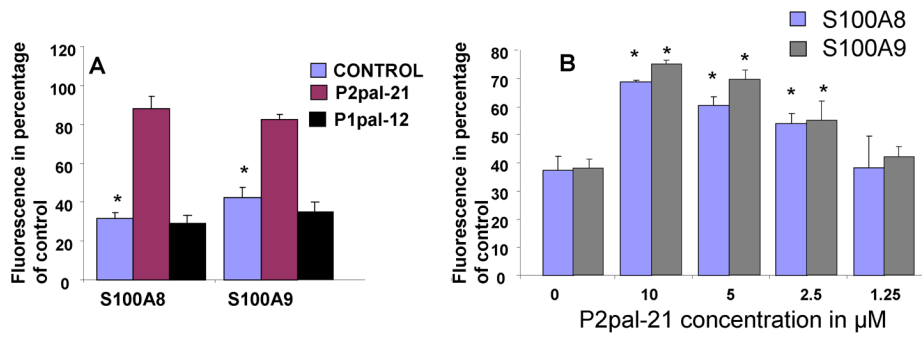 A
Fluorescence in percentage
of control
120
100
80
60
40
20
0
*
*
S100A8
S100A9
CONTROL
P2pal-21
P1pal-12
S100A8
S100A9
B
Fluorescence in percentage
of control
80
70
60
50
40
30
20
10
0
* *
* *
* *
0 10 5 2.5 1.25
P2pal-21 concentration in µM